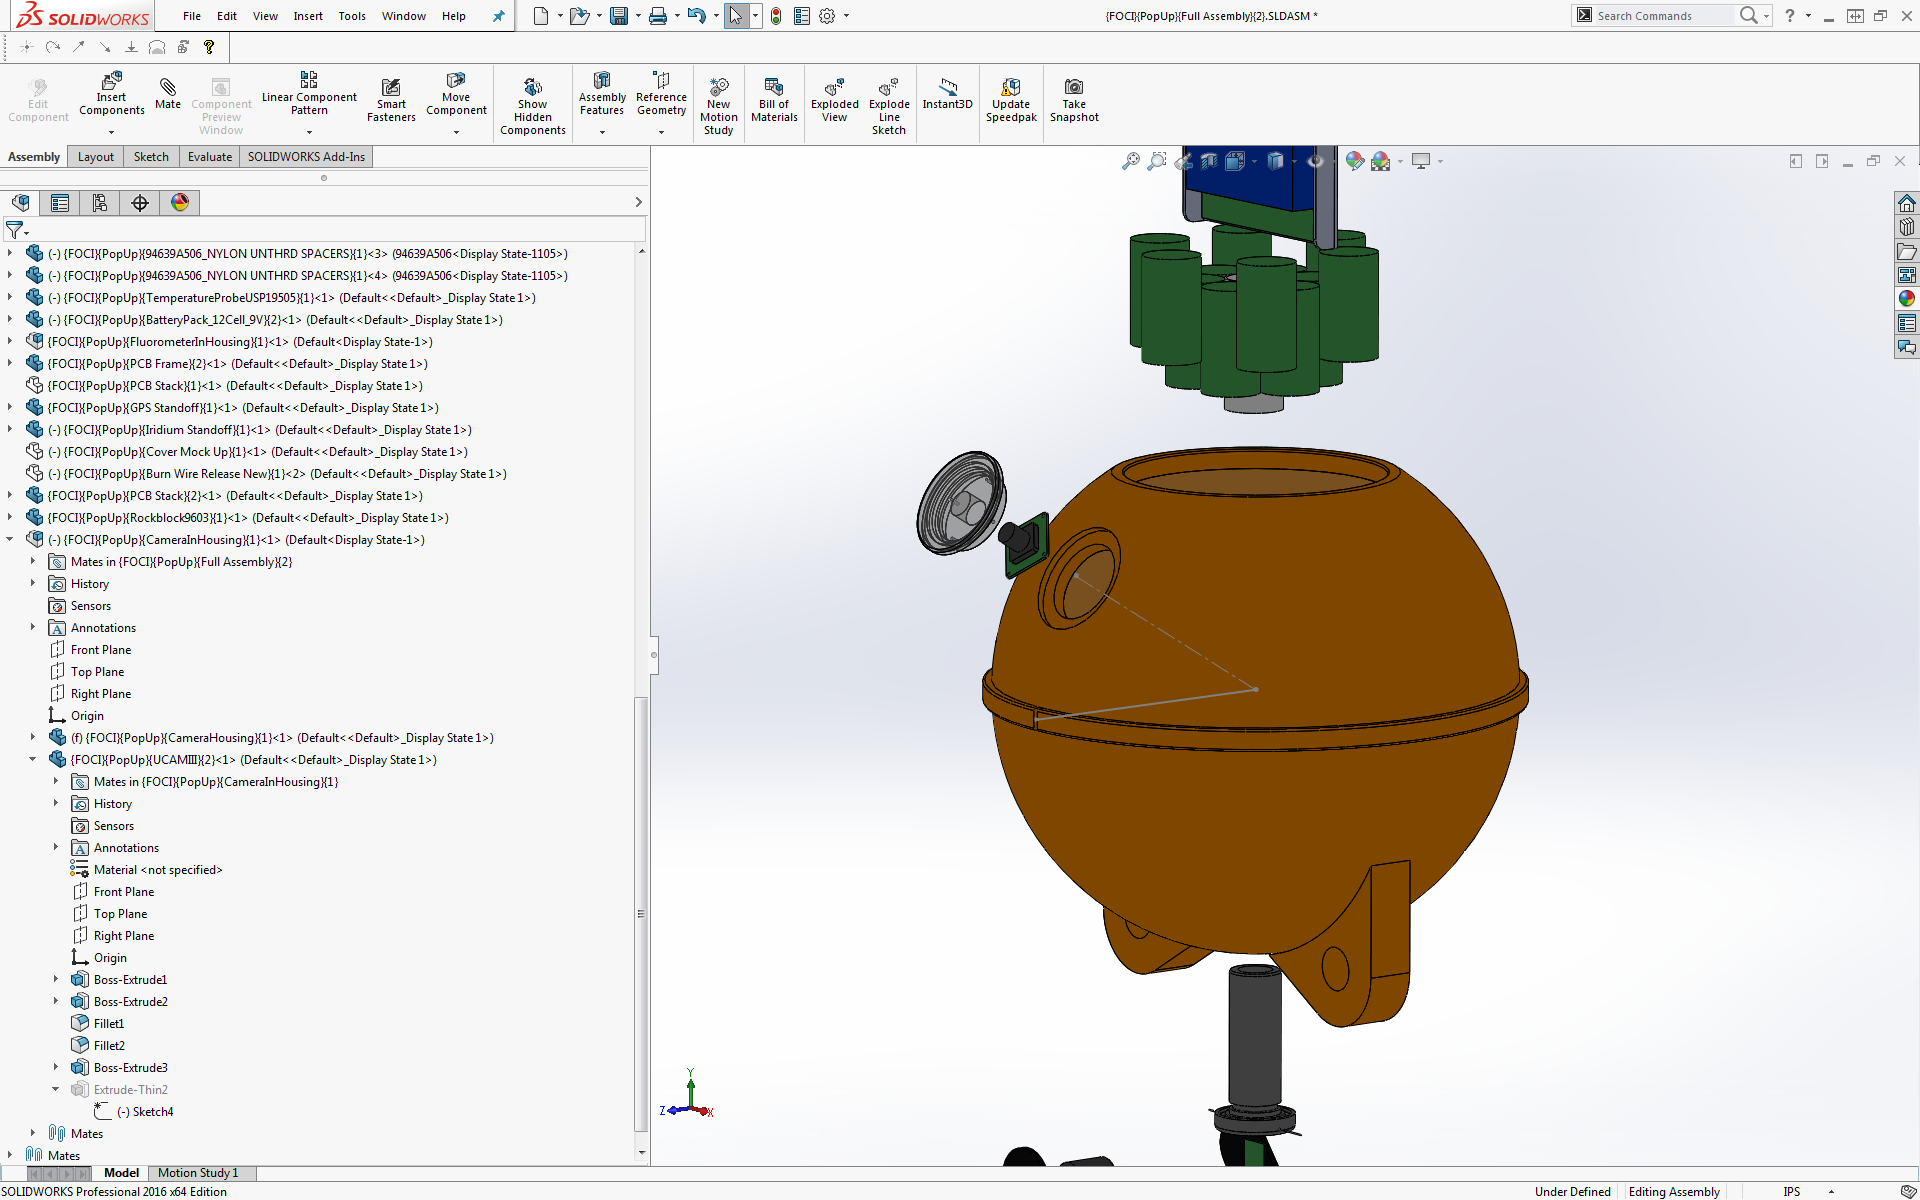 SOLIDWORKS
File Edit View Insert Tools Window Help
{FOCI}{PopUp}{Full Assembly}{2}.SLDASM *
Search Commands
?
Edit Component
Insert Components
Mate
Component Preview Window
Linear Component Pattern
Smart Fasteners
Move Component
Show Hidden Components
Assembly Features
Reference Geometry
New Motion Study
Bill of Materials
Exploded View
Explode Line Sketch
Instant3D
Update Speedpak
Take Snapshot
Assembly Layout Sketch Evaluate SOLIDWORKS Add-Ins
(-) {FOCI}{PopUp}{94639A506_NYLON UNTHRD SPACERS}{1}<3> (94639A506<Display State-1105>)
(-) {FOCI}{PopUp}{94639A506_NYLON UNTHRD SPACERS}{1}<4> (94639A506<Display State-1105>)
(-) {FOCI}{PopUp}{TemperatureProbeUSP19505}{1}<1> (Default<<Default>_Display State 1>)
(-) {FOCI}{PopUp}{BatteryPack_12Cell_9V}{2}<1> (Default<<Default>_Display State 1>)
{FOCI}{PopUp}{FluorometerInHousing}{1}<1> (Default<Display State-1>)
{FOCI}{PopUp}{PCB Frame}{2}<1> (Default<<Default>_Display State 1>)
{FOCI}{PopUp}{PCB Stack}{1}<1> (Default<<Default>_Display State 1>)
{FOCI}{PopUp}{GPS Standoff}{1}<1> (Default<<Default>_Display State 1>)
(-) {FOCI}{PopUp}{Iridium Standoff}{1}<1> (Default<<Default>_Display State 1>)
(-) {FOCI}{PopUp}{Cover Mock Up}{1}<1> (Default<<Default>_Display State 1>)
(-) {FOCI}{PopUp}{Burn Wire Release New}{1}<2> (Default<<Default>_Display State 1>)
{FOCI}{PopUp}{PCB Stack}{2}<1> (Default<<Default>_Display State 1>)
{FOCI}{PopUp}{Rockblock9603}{1}<1> (Default<<Default>_Display State 1>)
(-) {FOCI}{PopUp}{CameraInHousing}{1}<1> (Default<Display State-1>)
Mates in {FOCI}{PopUp}{Full Assembly}{2}
History
Sensors
Annotations
Front Plane
Top Plane
Right Plane
Origin
(f) {FOCI}{PopUp}{CameraHousing}{1}<1> (Default<<Default>_Display State 1>)
{FOCI}{PopUp}{UCAMIII}{2}<1> (Default<<Default>_Display State 1>)
Mates in {FOCI}{PopUp}{CameraInHousing}{1}
History
Sensors
Annotations
Material <not specified>
Front Plane
Top Plane
Right Plane
Origin
Boss-Extrude1
Boss-Extrude2
Fillet1
Fillet2
Boss-Extrude3
Extrude-Thin2
(-) Sketch4
Mates
Mates
Y
Z
X
Model Motion Study 1
SOLIDWORKS Professional 2016 x64 Edition
Under Defined Editing Assembly IPS